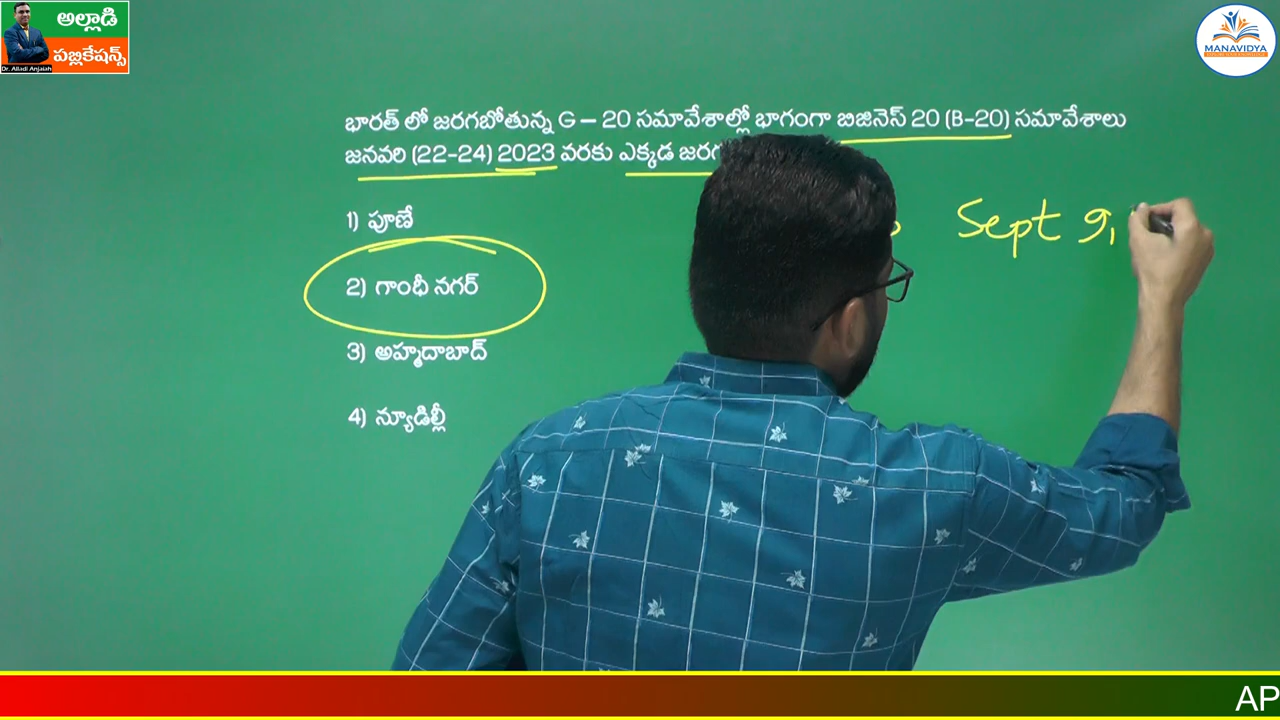 అల్లాడి
పబ్లికేషన్స్
Dr. Alladi Anjaiah
MANAVIDYA
భారత్ లో జరగబోతున్న G – 20 సమావేశాల్లో భాగంగా బిజినెస్ 20 (B-20) సమావేశాలు
జనవరి (22-24) 2023 వరకు ఎక్కడ
1) పూణే
Sept 9,
2) గాంధీ నగర్
3) అహ్మదాబాద్
4) న్యూడిల్లీ
AP